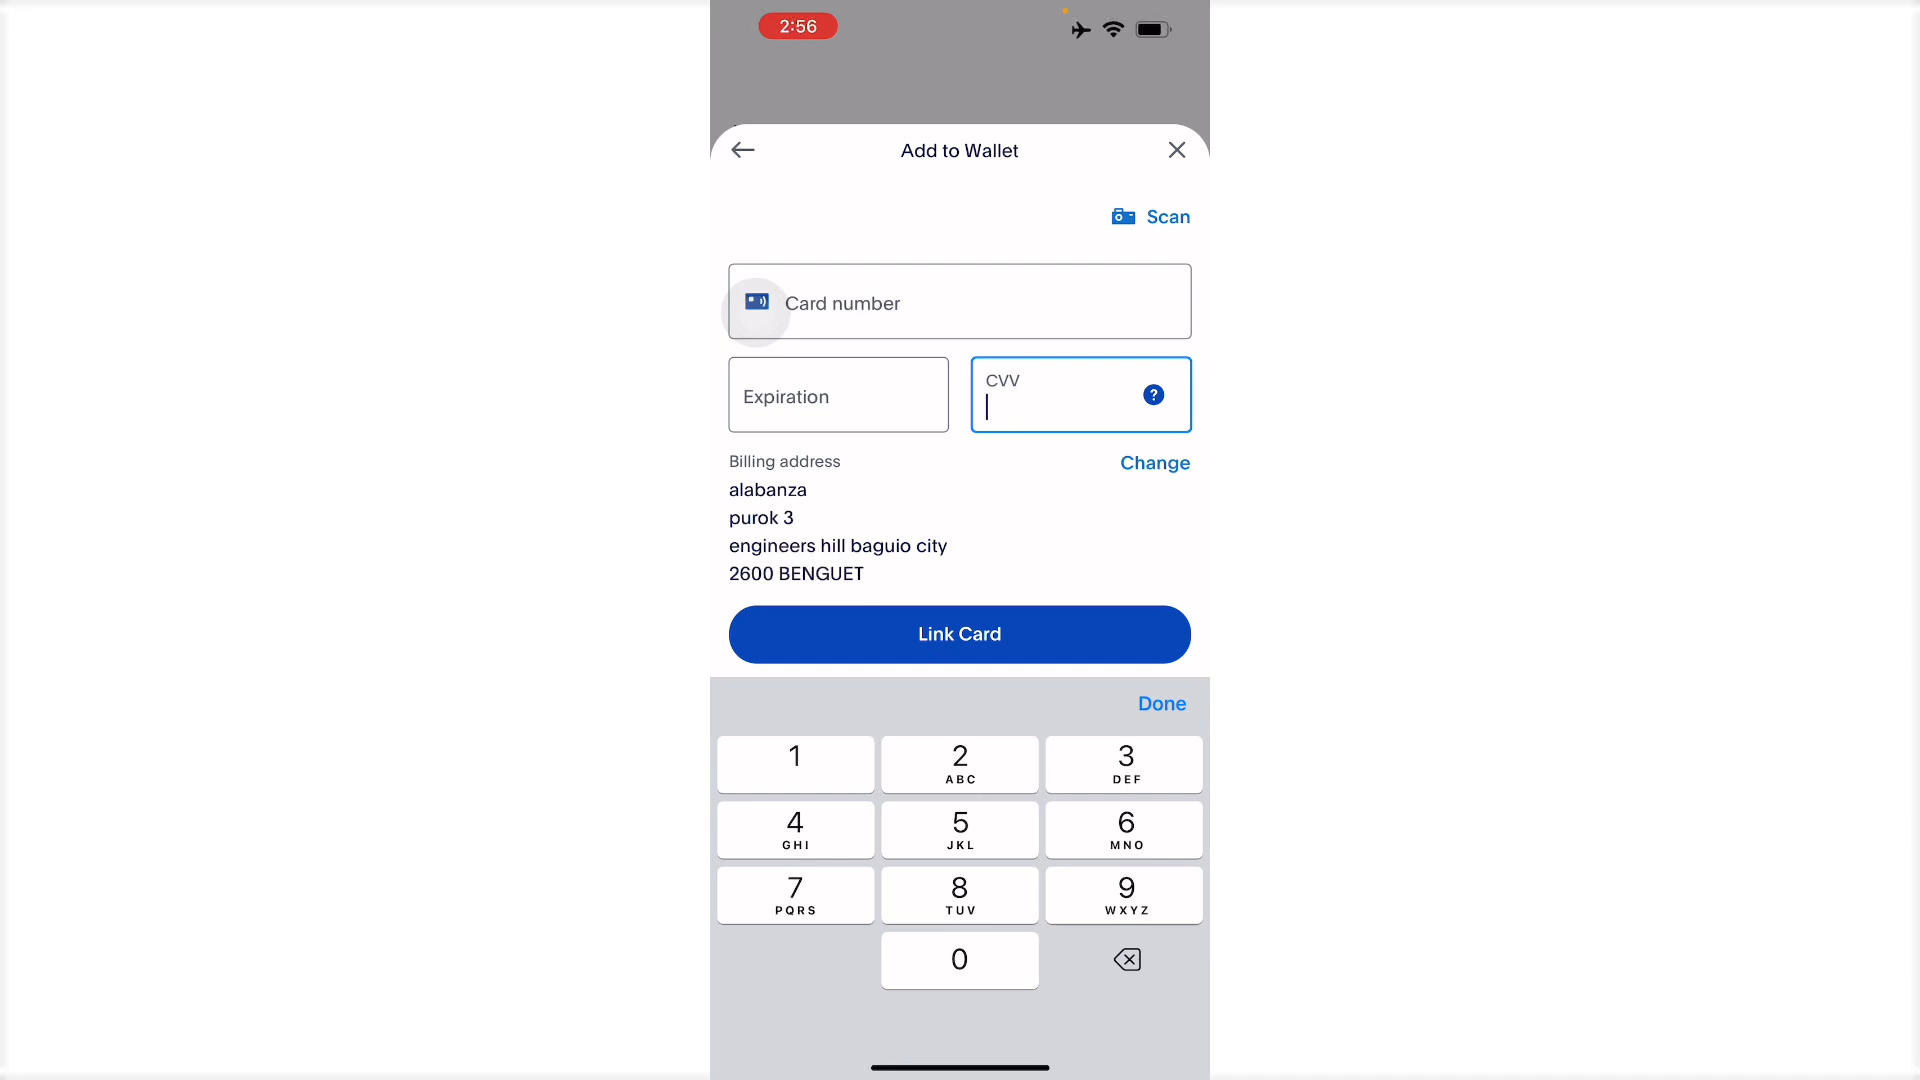 2:56
Add to Wallet
Scan
Card number
Expiration
CVV
?
Billing address
Change
alabanza
purok 3
engineers hill baguio city
2600 BENGUET
Link Card
Done
1
2
ABC
3
DEF
4
GHI
5
JKL
6
MNO
7
PQRS
8
TUV
9
WXYZ
0